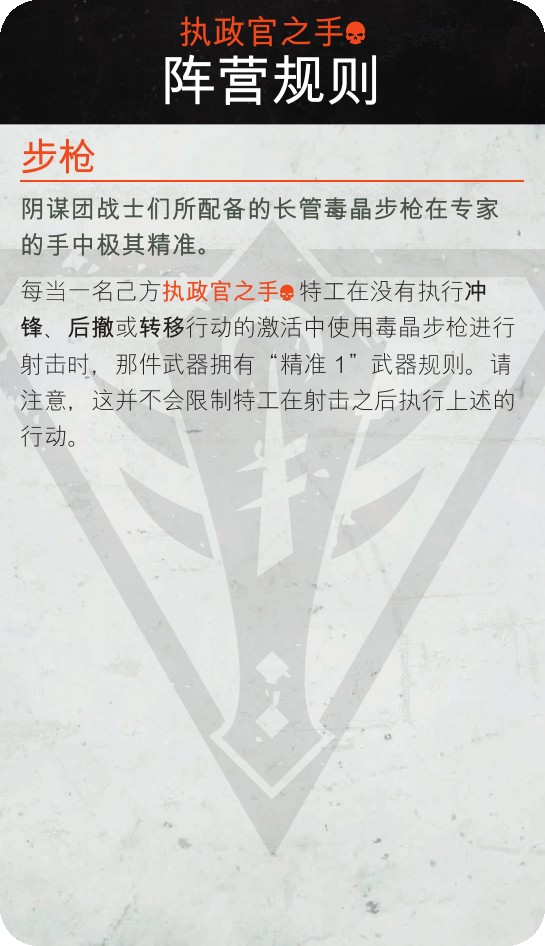 执政官之手
阵营规则
步枪
阴谋团战士们所配备的长管毒晶步枪在专家
的手中极其精准。
每当一名己方执政官之手特工在没有执行冲
锋、后撤或转移行动的激活中使用毒晶步枪进行
射击时，那件武器拥有“精准 1”武器规则。请
注意，这并不会限制特工在射击之后执行上述的
行动。